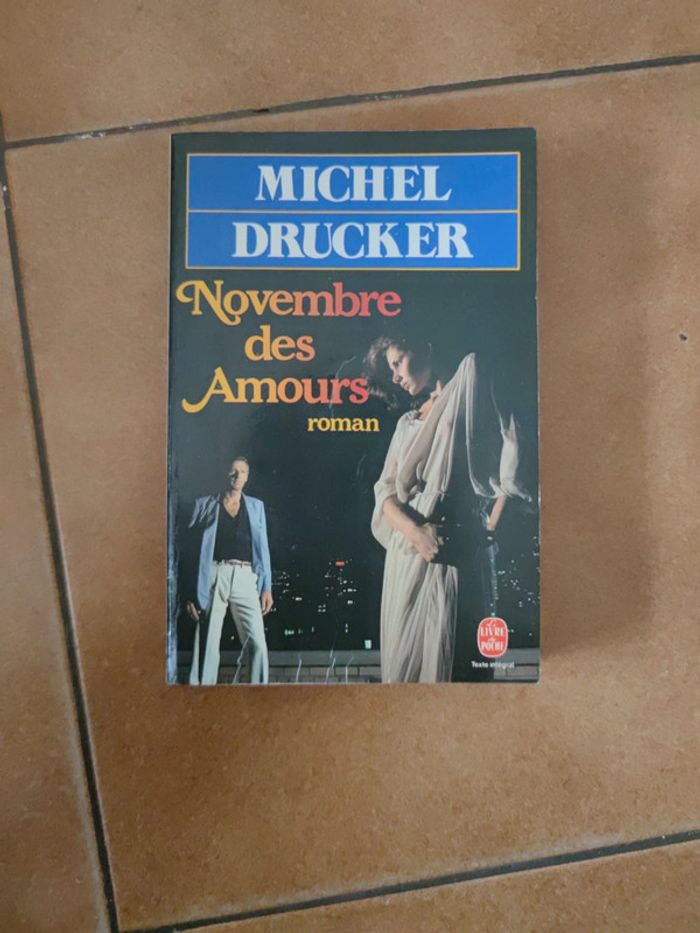 MICHEL
DRUCKER
Novembre
des
Amours
roman
Le
LIVRE
de
POCHE
Texte intégral